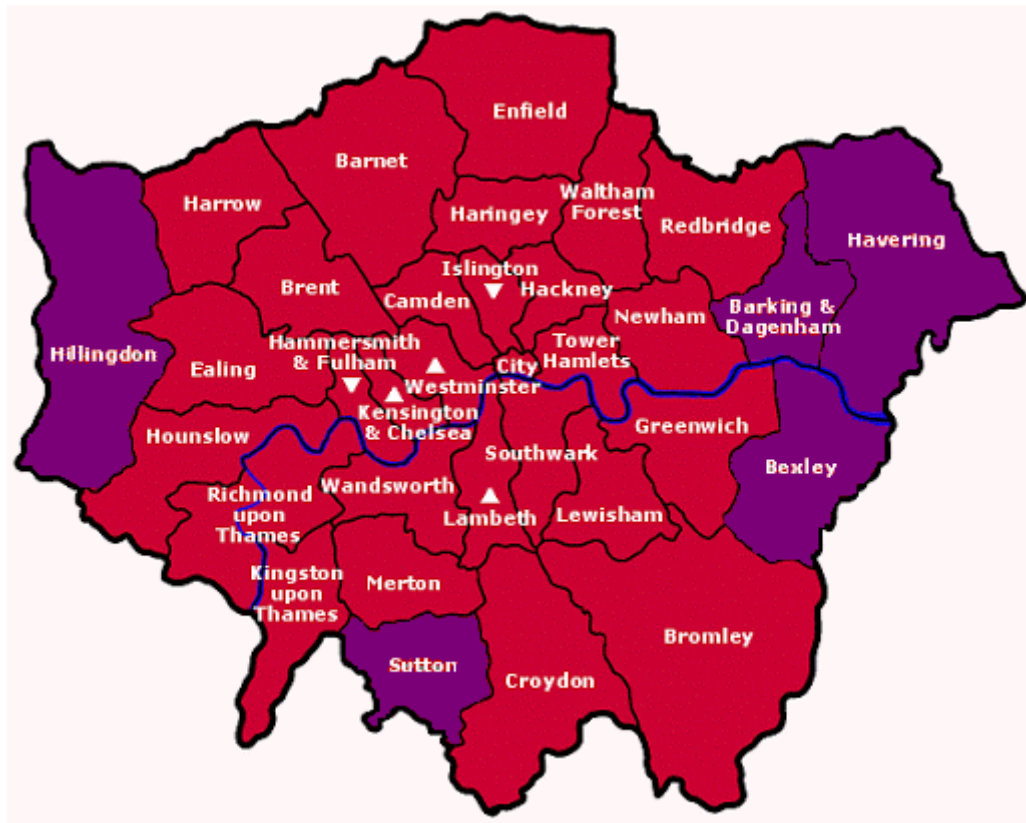 Enfield
Barnet
Harrow
Haringey
Waltham
Forest
Redbridge
Havering
Islington
Hackney
Camden
Brent
Newham
Barking &
Dagenham
Hillingdon
Ealing
Hammersmith
& Fulham
Westminster
City
Tower
Hamlets
Kensington
& Chelsea
Hounslow
Greenwich
Southwark
Bexley
Richmond
upon
Thames
Wandsworth
Lambeth
Lewisham
Kingston
upon
Thames
Merton
Sutton
Croydon
Bromley